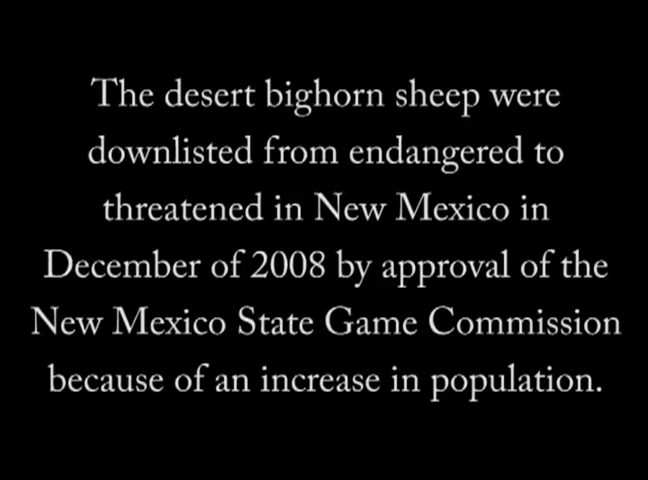 The desert bighorn sheep were
downlisted from endangered to
threatened in New Mexico in
December of 2008 by approval of the
New Mexico State Game Commission
because of an increase in population.